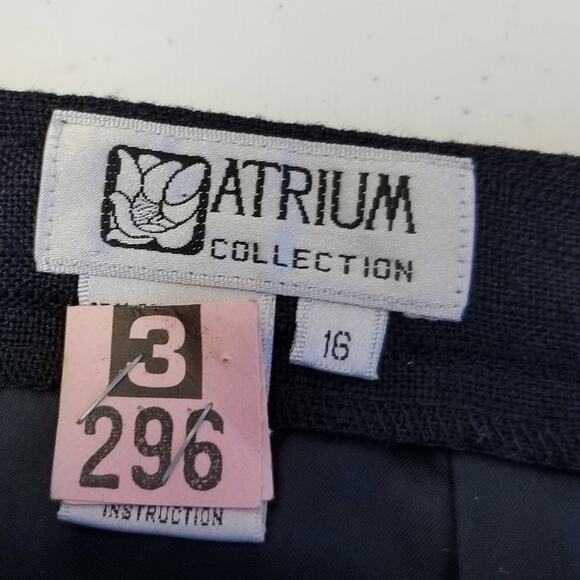 ATRIUM
COLLECTION
16
3
296
INSTRUCTION